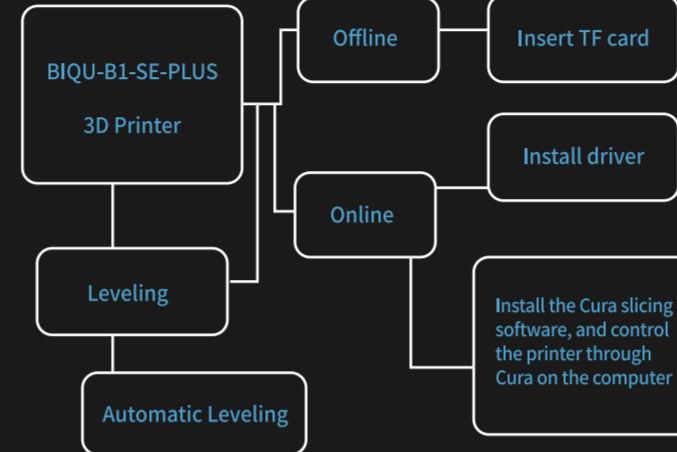 BIQU-B1-SE-PLUS
3D Printer
Offline
Insert TF card
Install driver
Online
Leveling
Install the Cura slicing
software, and control
the printer through
Cura on the computer
Automatic Leveling